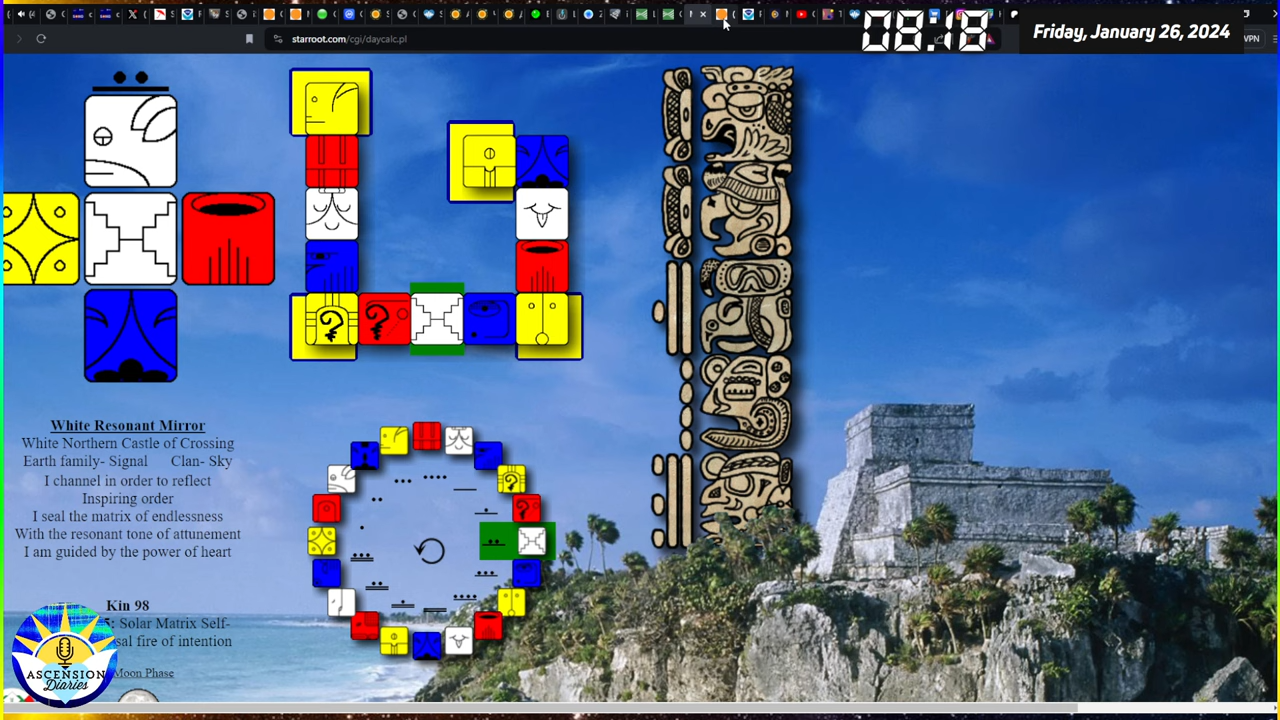 08:18
Friday, January 26, 2024
starroot.com/cgi/daycalc.pl
VPN
White Resonant Mirror
White Northern Castle of Crossing
Earth family- Signal Clan- Sky
I channel in order to reflect
Inspiring order
I seal the matrix of endlessness
With the resonant tone of attunement
I am guided by the power of heart
Kin 98
: Solar Matrix Self-
sal fire of intention
Moon Phase
ASCENSION
Diaries